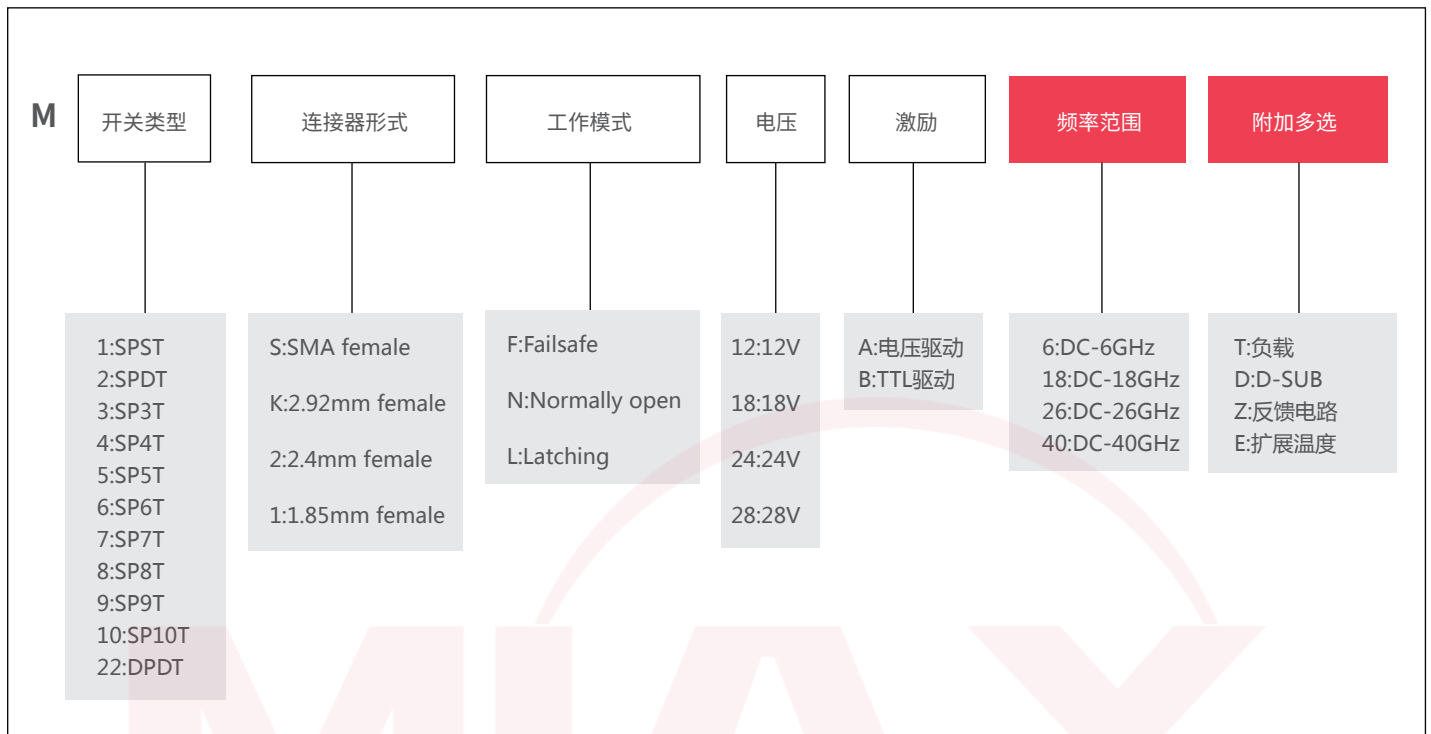 M
开关类型
连接器形式
工作模式
电压
激励
频率范围
附加多选
1:SPST
2:SPDT
3:SP3T
4:SP4T
5:SP5T
6:SP6T
7:SP7T
8:SP8T
9:SP9T
10:SP10T
22:DPDT
S:SMA female
K:2.92mm female
2:2.4mm female
1:1.85mm female
F:Failsafe
N:Normally open
L:Latching
12:12V
18:18V
24:24V
28:28V
A:电压驱动
B:TTL驱动
6:DC-6GHz
18:DC-18GHz
26:DC-26GHz
40:DC-40GHz
T:负载
D:D-SUB
Z:反馈电路
E:扩展温度
MIAX